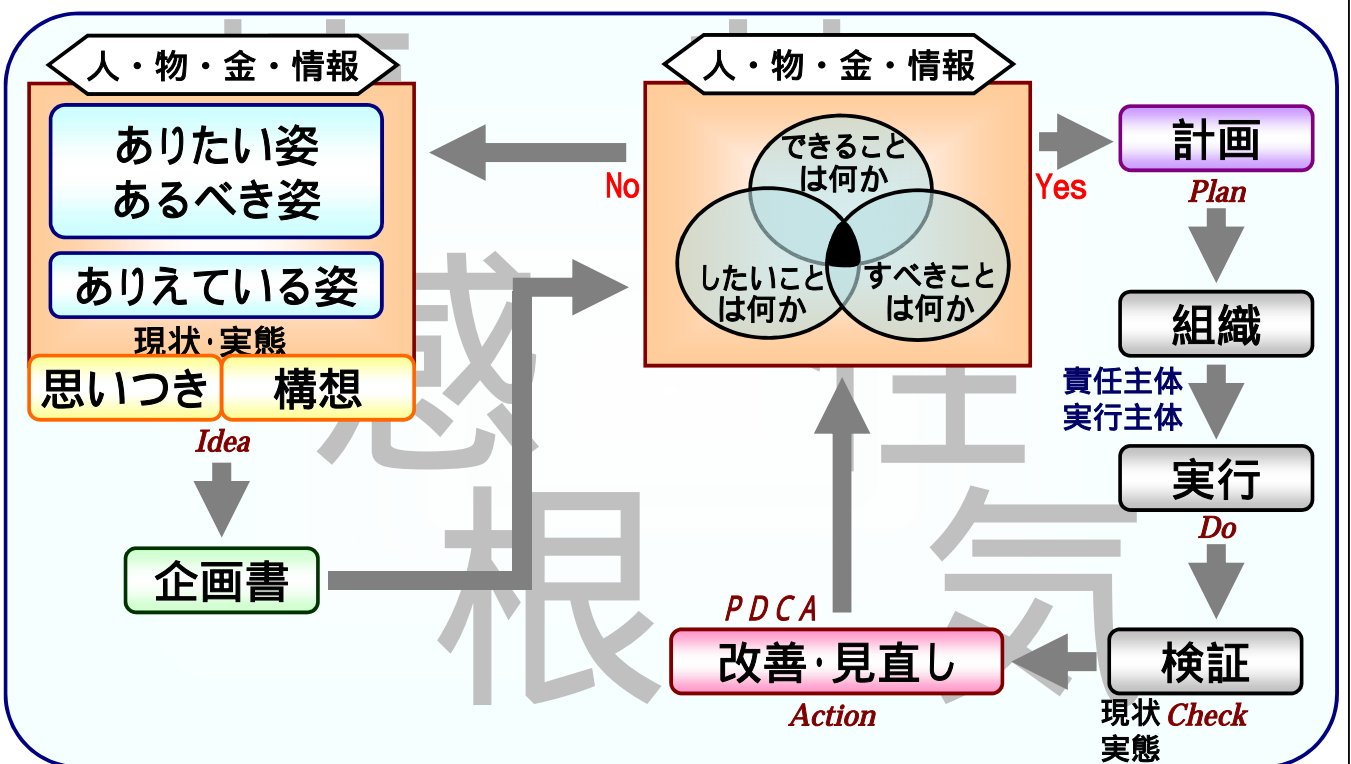 人・物・金・情報
ありたい姿
あるべき姿
ありえている姿
現状・実態
思いつき
構想
Idea
企画書
No
人・物・金・情報
できること
は何か
したいこと
は何か
すべきこと
は何か
Yes
計画
Plan
組織
責任主体
実行主体
実行
Do
検証
現状
Check
実態
PDCA
改善・見直し
Action
感
性
根
気